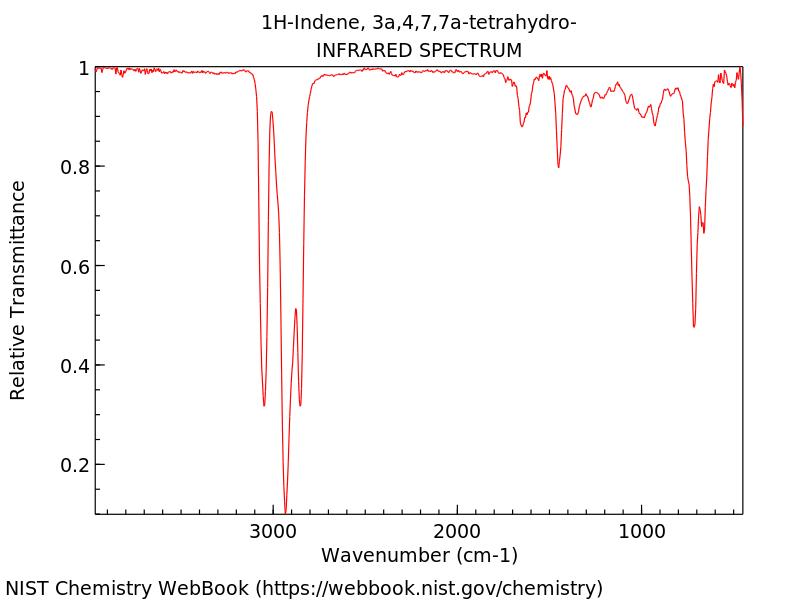 1H-Indene, 3a,4,7,7a-tetrahydro-
INFRARED SPECTRUM
1
0.8
0.6
0.4
0.2
Relative Transmittance
3000 2000 1000
Wavenumber (cm-1)
NIST Chemistry WebBook (https://webbook.nist.gov/chemistry)